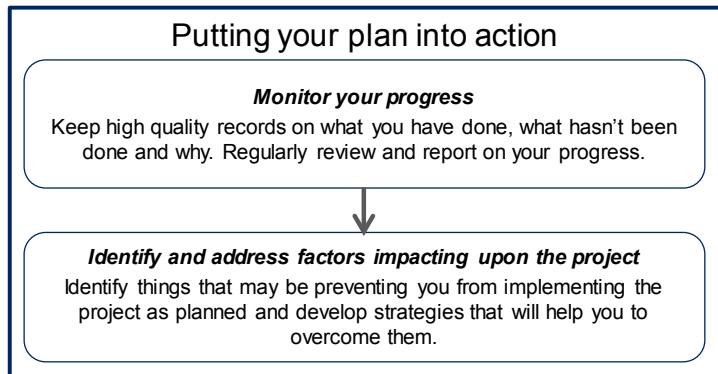 Putting your plan into action
Monitor your progress
Keep high quality records on what you have done, what hasn’t been
done and why. Regularly review and report on your progress.
Identify and address factors impacting upon the project
Identify things that may be preventing you from implementing the
project as planned and develop strategies that will help you to
overcome them.